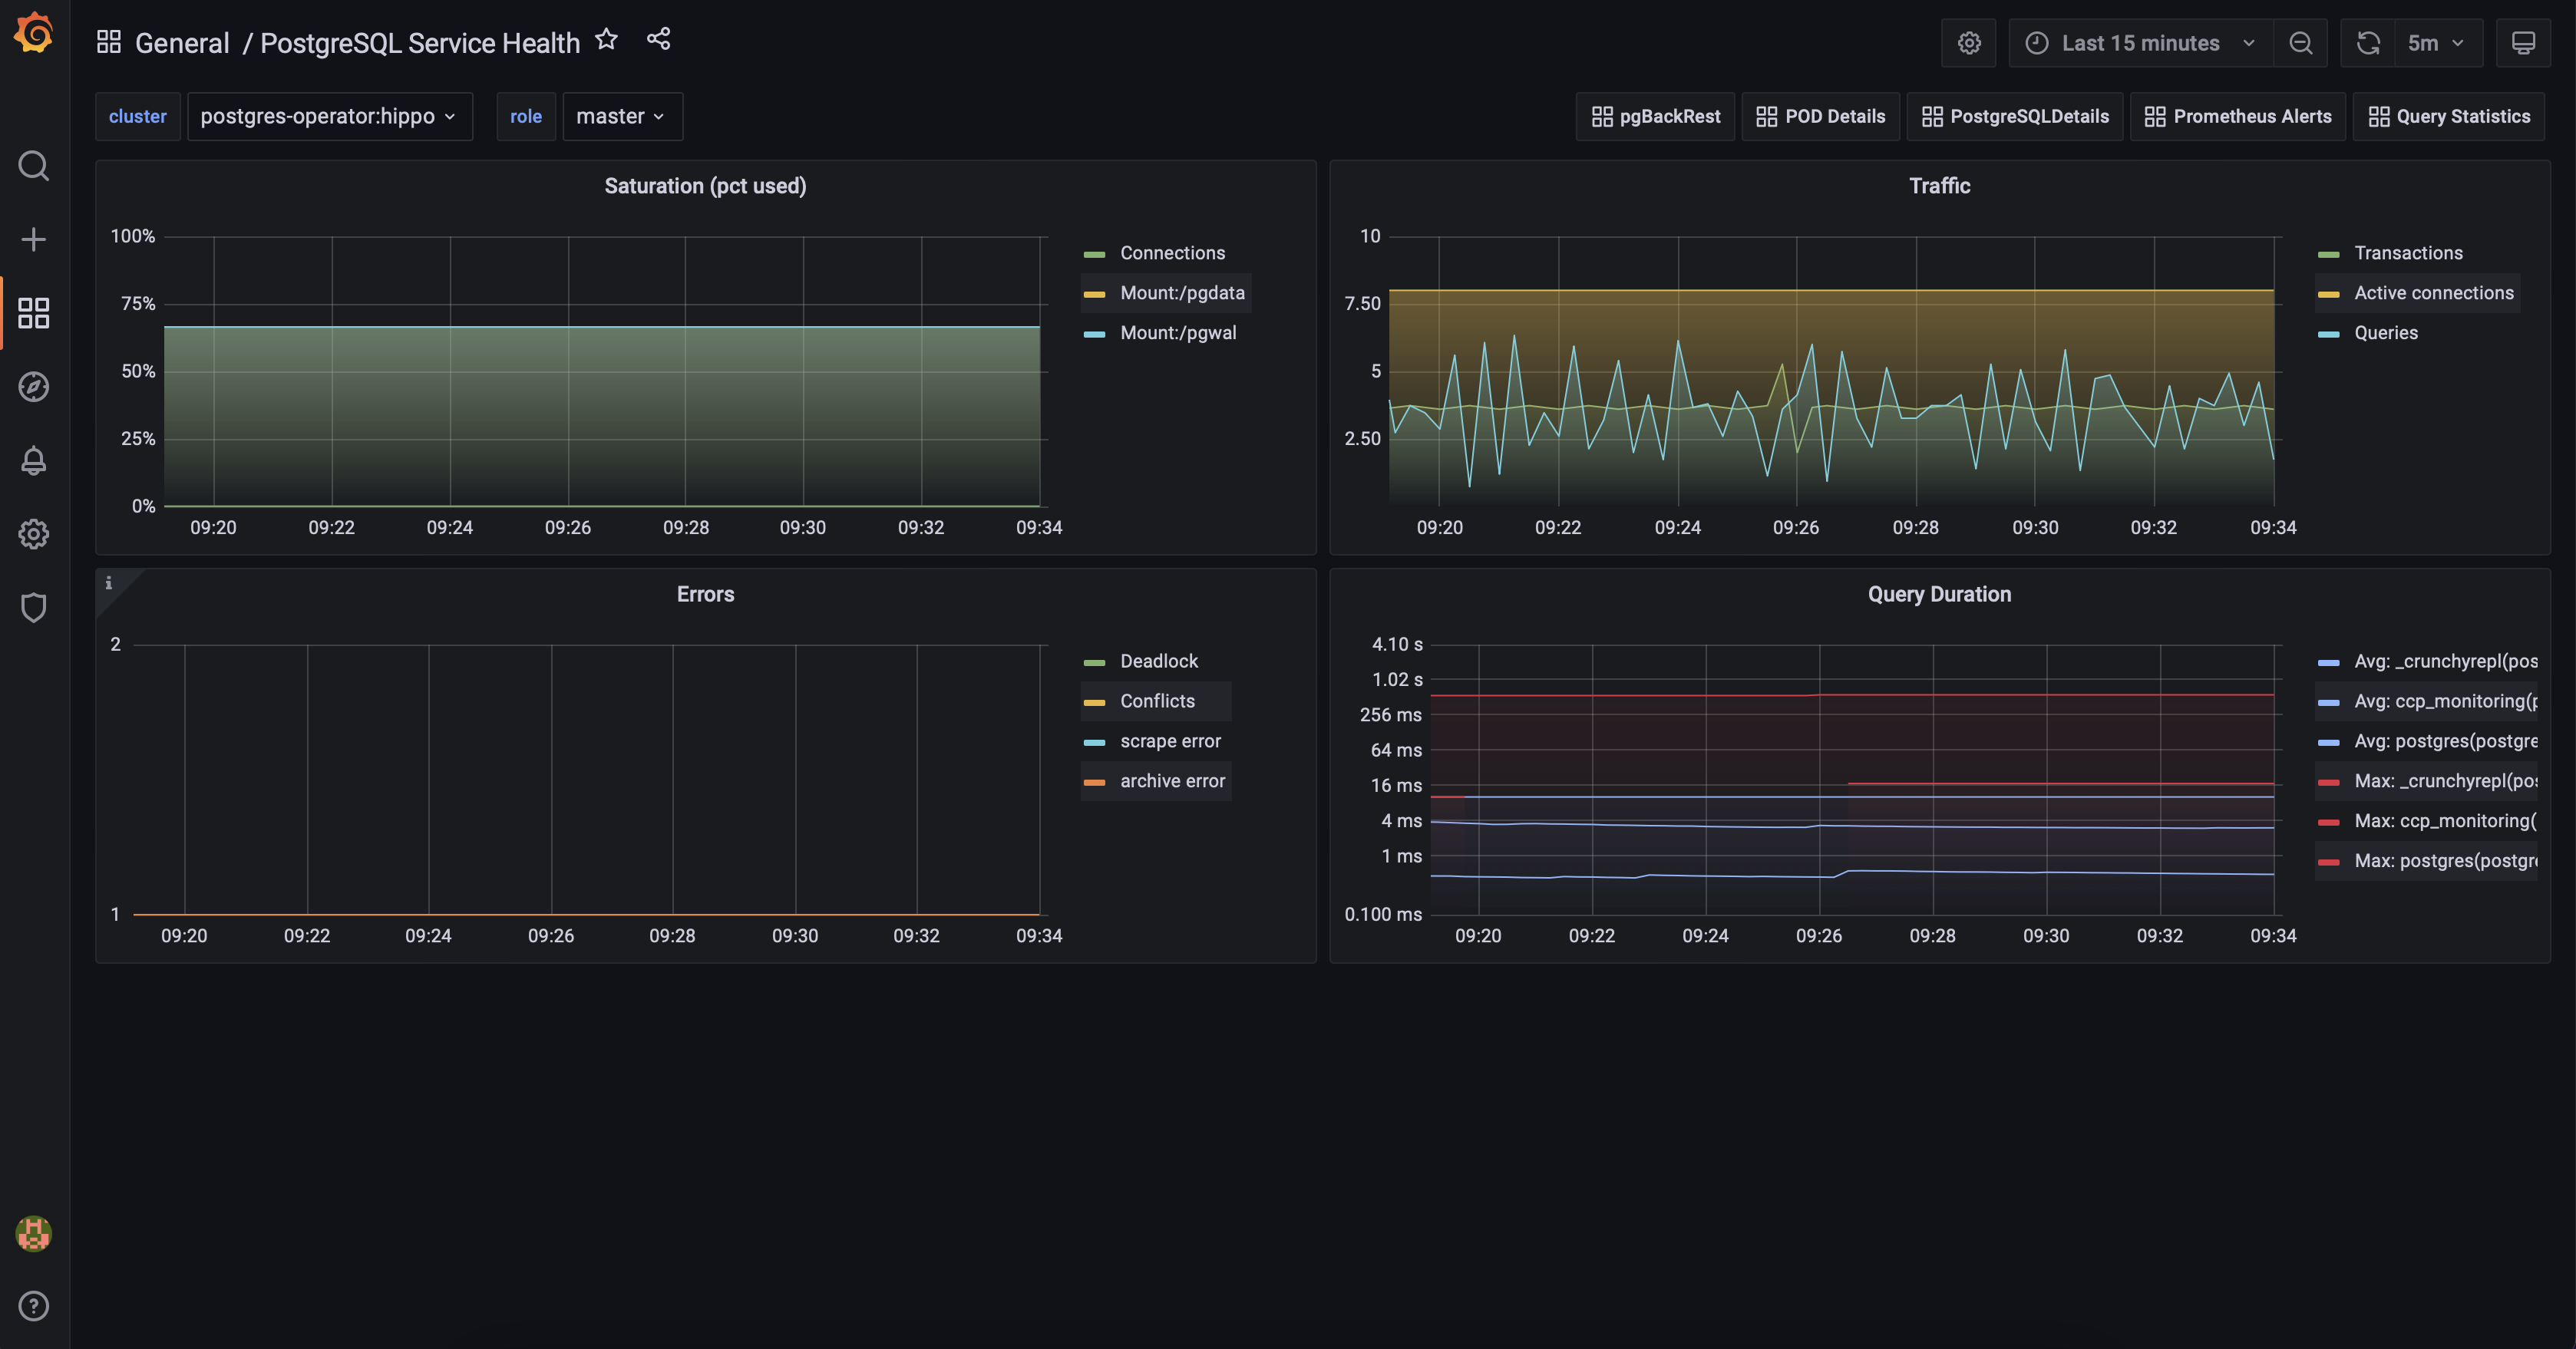 General / PostgreSQL Service Health
Last 15 minutes
5m
cluster
postgres-operator:hippo
role
master
pgBackRest
POD Details
PostgreSQLDetails
Prometheus Alerts
Query Statistics
Saturation (pct used)
100%
75%
50%
25%
0%
09:20 09:22 09:24 09:26 09:28 09:30 09:32 09:34
Connections
Mount:/pgdata
Mount:/pgwal
Traffic
10
7.50
5
2.50
09:20 09:22 09:24 09:26 09:28 09:30 09:32 09:34
Transactions
Active connections
Queries
i
Errors
2
1
09:20 09:22 09:24 09:26 09:28 09:30 09:32 09:34
Deadlock
Conflicts
scrape error
archive error
Query Duration
4.10 s
1.02 s
256 ms
64 ms
16 ms
4 ms
1 ms
0.100 ms
09:20 09:22 09:24 09:26 09:28 09:30 09:32 09:34
Avg: _crunchyrepl(pos
Avg: ccp_monitoring(p
Avg: postgres(postgre
Max: _crunchyrepl(pos
Max: ccp_monitoring(
Max: postgres(postgre
?